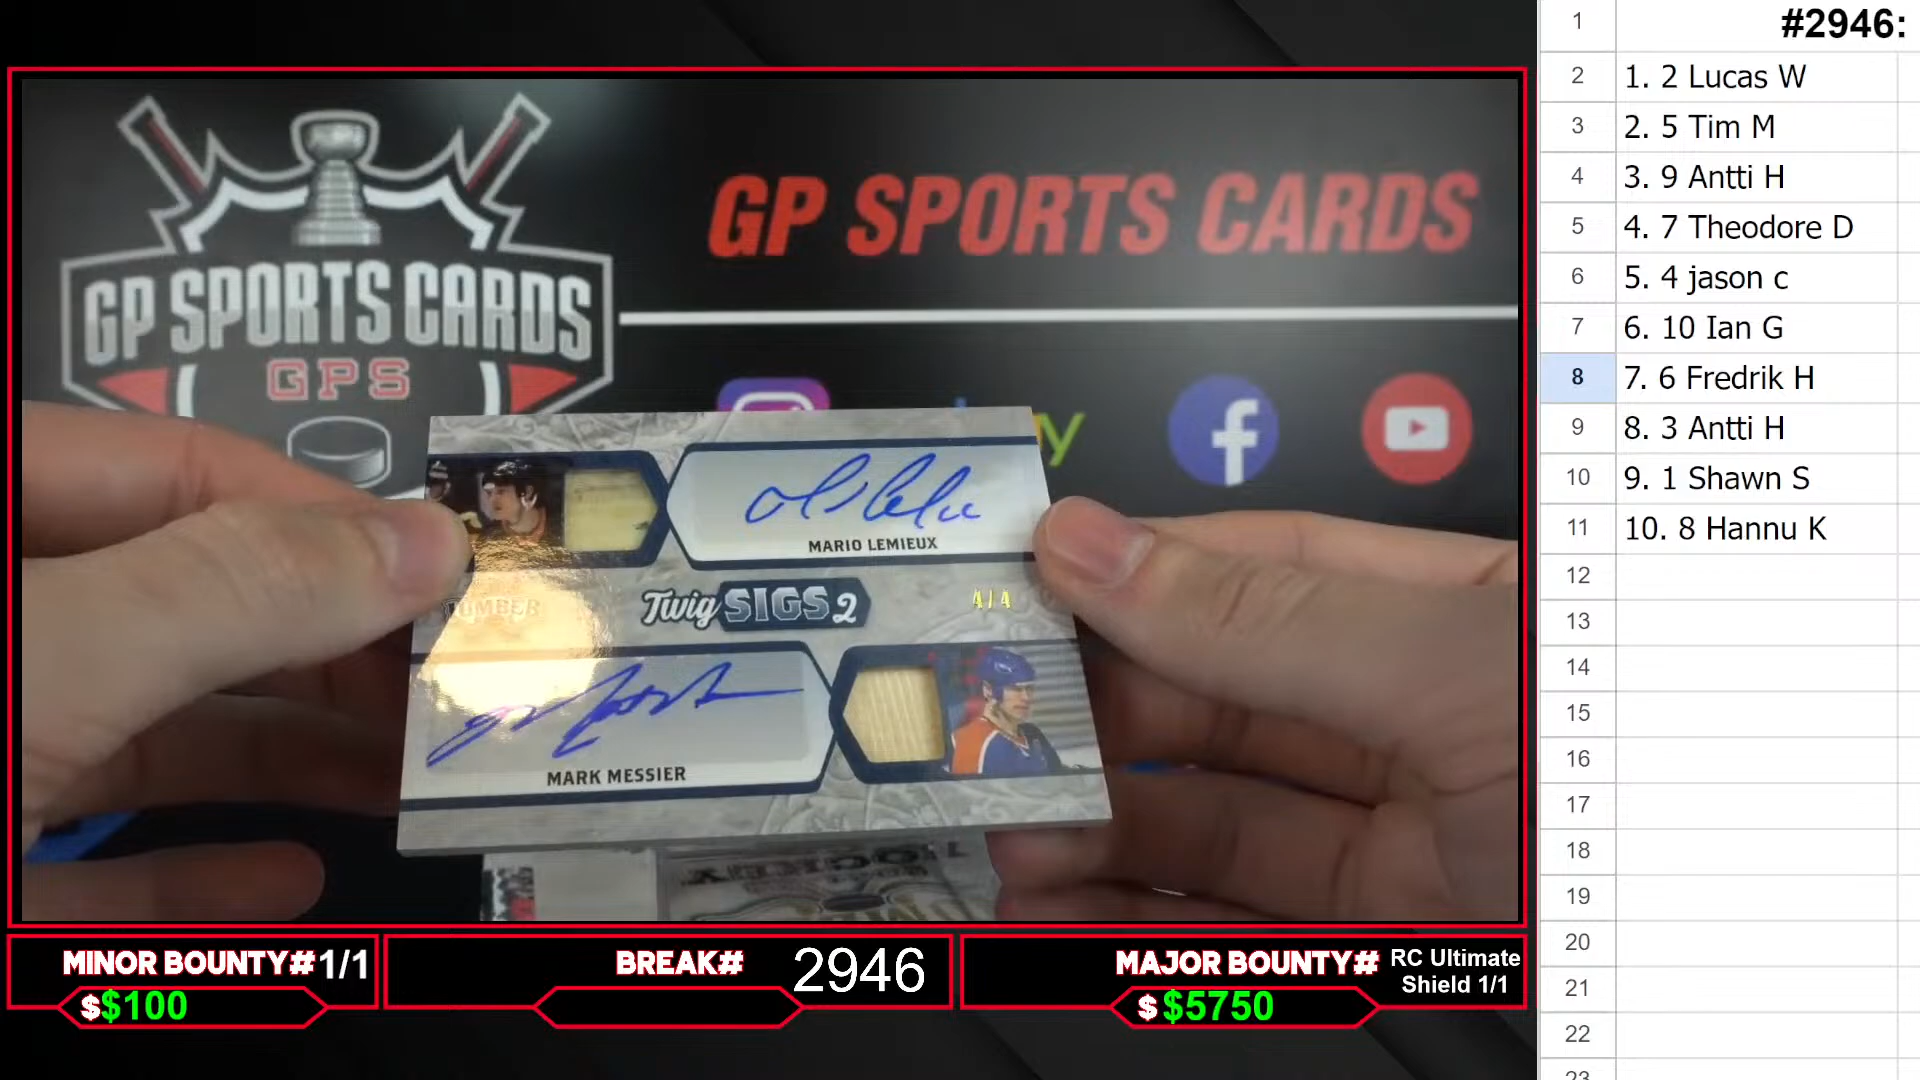 GP SPORTS CARDS
GP SPORTS CARDS
GPS
MARIO LEMIEUX
Twig SIGS 2
4/4
MARK MESSIER
MINOR BOUNTY# 1/1
$$100
BREAK# 2946
MAJOR BOUNTY# RC Ultimate
Shield 1/1
$ $5750
1 #2946:
2 1. 2 Lucas W
3 2. 5 Tim M
4 3. 9 Antti H
5 4. 7 Theodore D
6 5. 4 jason c
7 6. 10 Ian G
8 7. 6 Fredrik H
9 8. 3 Antti H
10 9. 1 Shawn S
11 10. 8 Hannu K
12
13
14
15
16
17
18
19
20
21
22
23